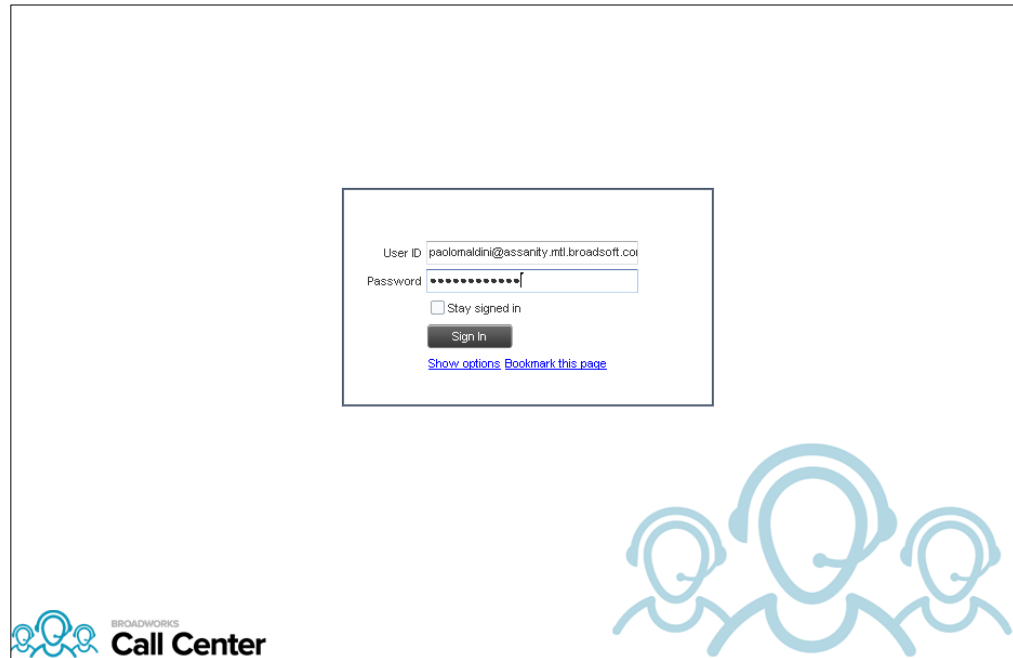 User ID paolomaldini@assanity.mtl.broadsoft.co
Password ••••••••••••
Stay signed in
Sign In
Show options Bookmark this page
BROADWORKS
Call Center